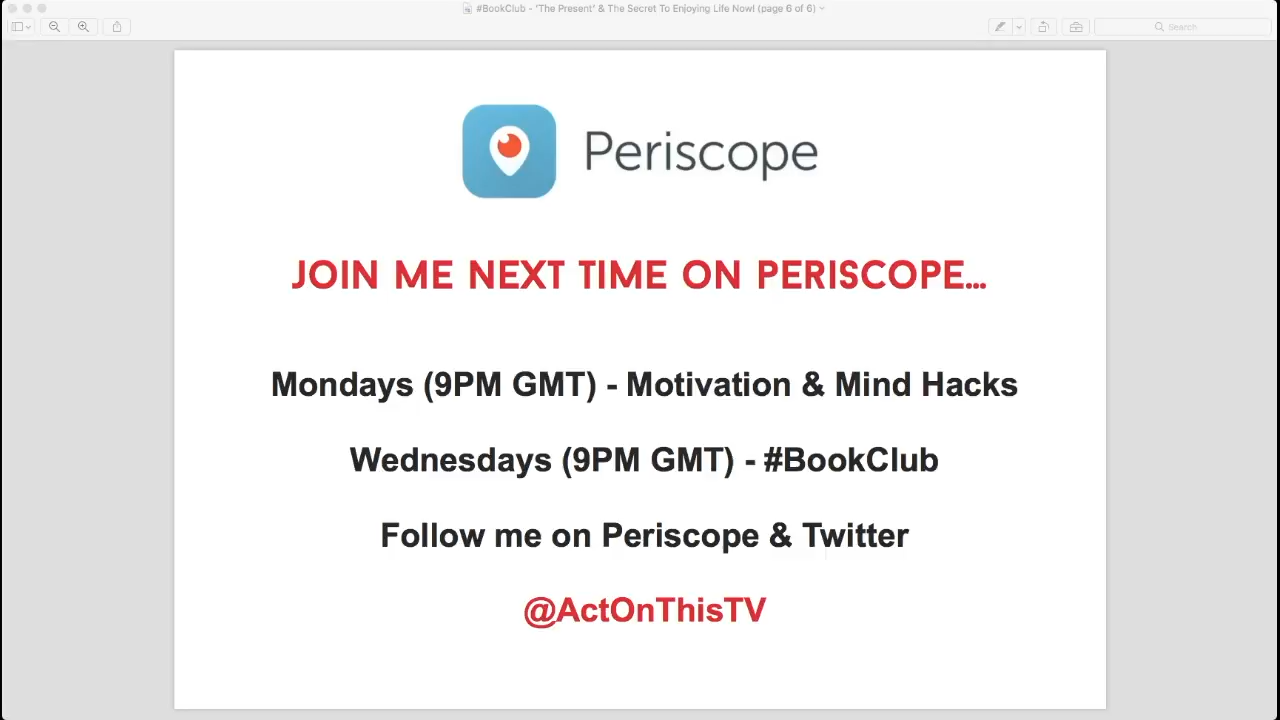 #BookClub - 'The Present' & The Secret To Enjoying Life Now! (page 6 of 6)
Search
Periscope
JOIN ME NEXT TIME ON PERISCOPE...
Mondays (9PM GMT) - Motivation & Mind Hacks
Wednesdays (9PM GMT) - #BookClub
Follow me on Periscope & Twitter
@ActOnThisTV